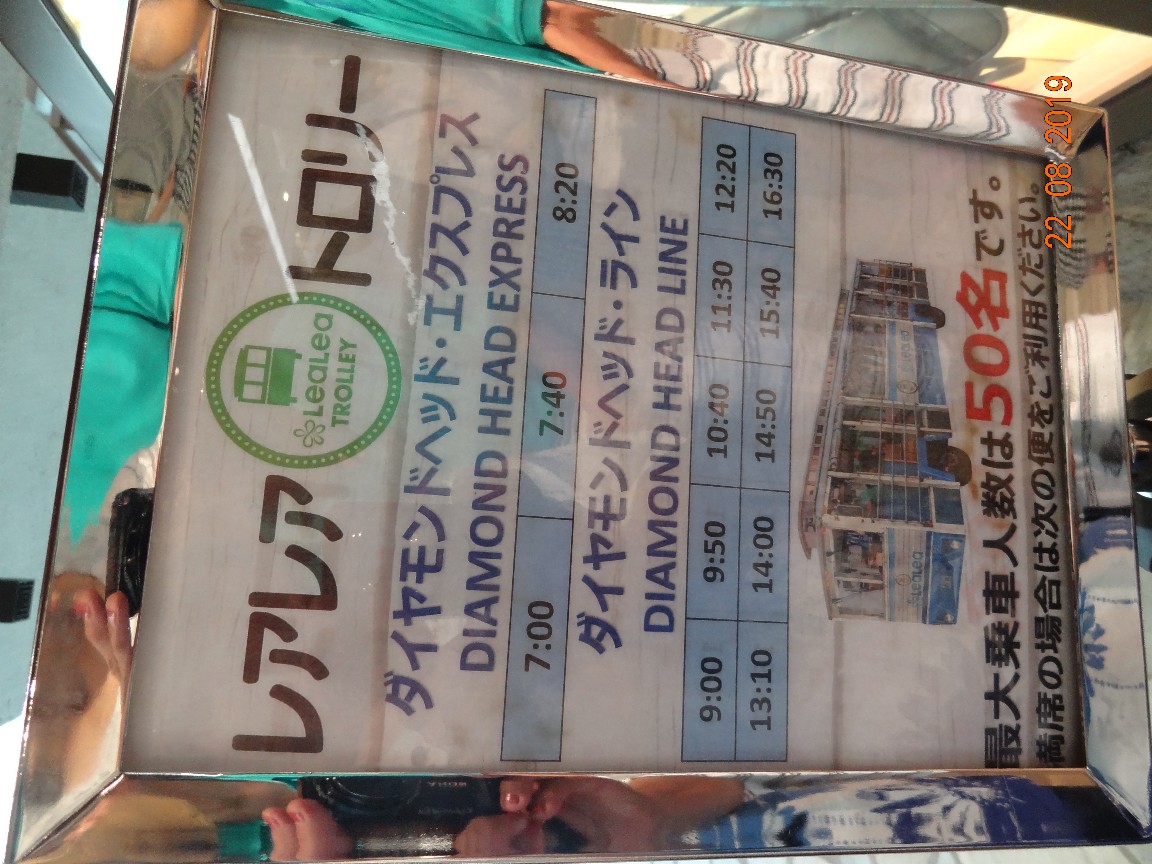 レアレア トロリー
LeaLea
TROLLEY
ダイヤモンドヘッド・エクスプレス
DIAMOND HEAD EXPRESS
7:00 7:40 8:20
ダイヤモンドヘッド・ライン
DIAMOND HEAD LINE
9:00 9:50 10:40 11:30 12:20
13:10 14:00 14:50 15:40 16:30
LeaLea
LeaLea
最大乗車人数は50名です。
満席の場合は次の便をご利用ください。
22/08/2019